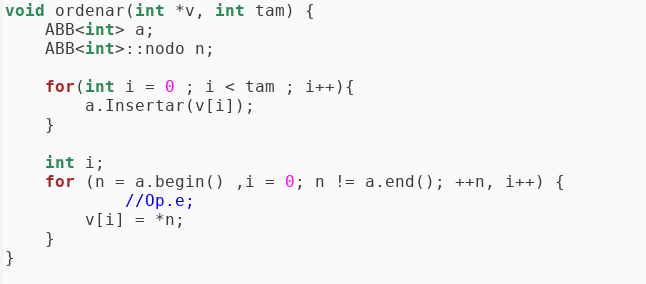 void ordenar(int *v, int tam) {
    ABB<int> a;
    ABB<int>::nodo n;

    for(int i = 0 ; i < tam ; i++){
        a.Insertar(v[i]);
    }

    int i;
    for (n = a.begin() ,i = 0; n != a.end(); ++n, i++) {
            //Op.e;
        v[i] = *n;
    }
}